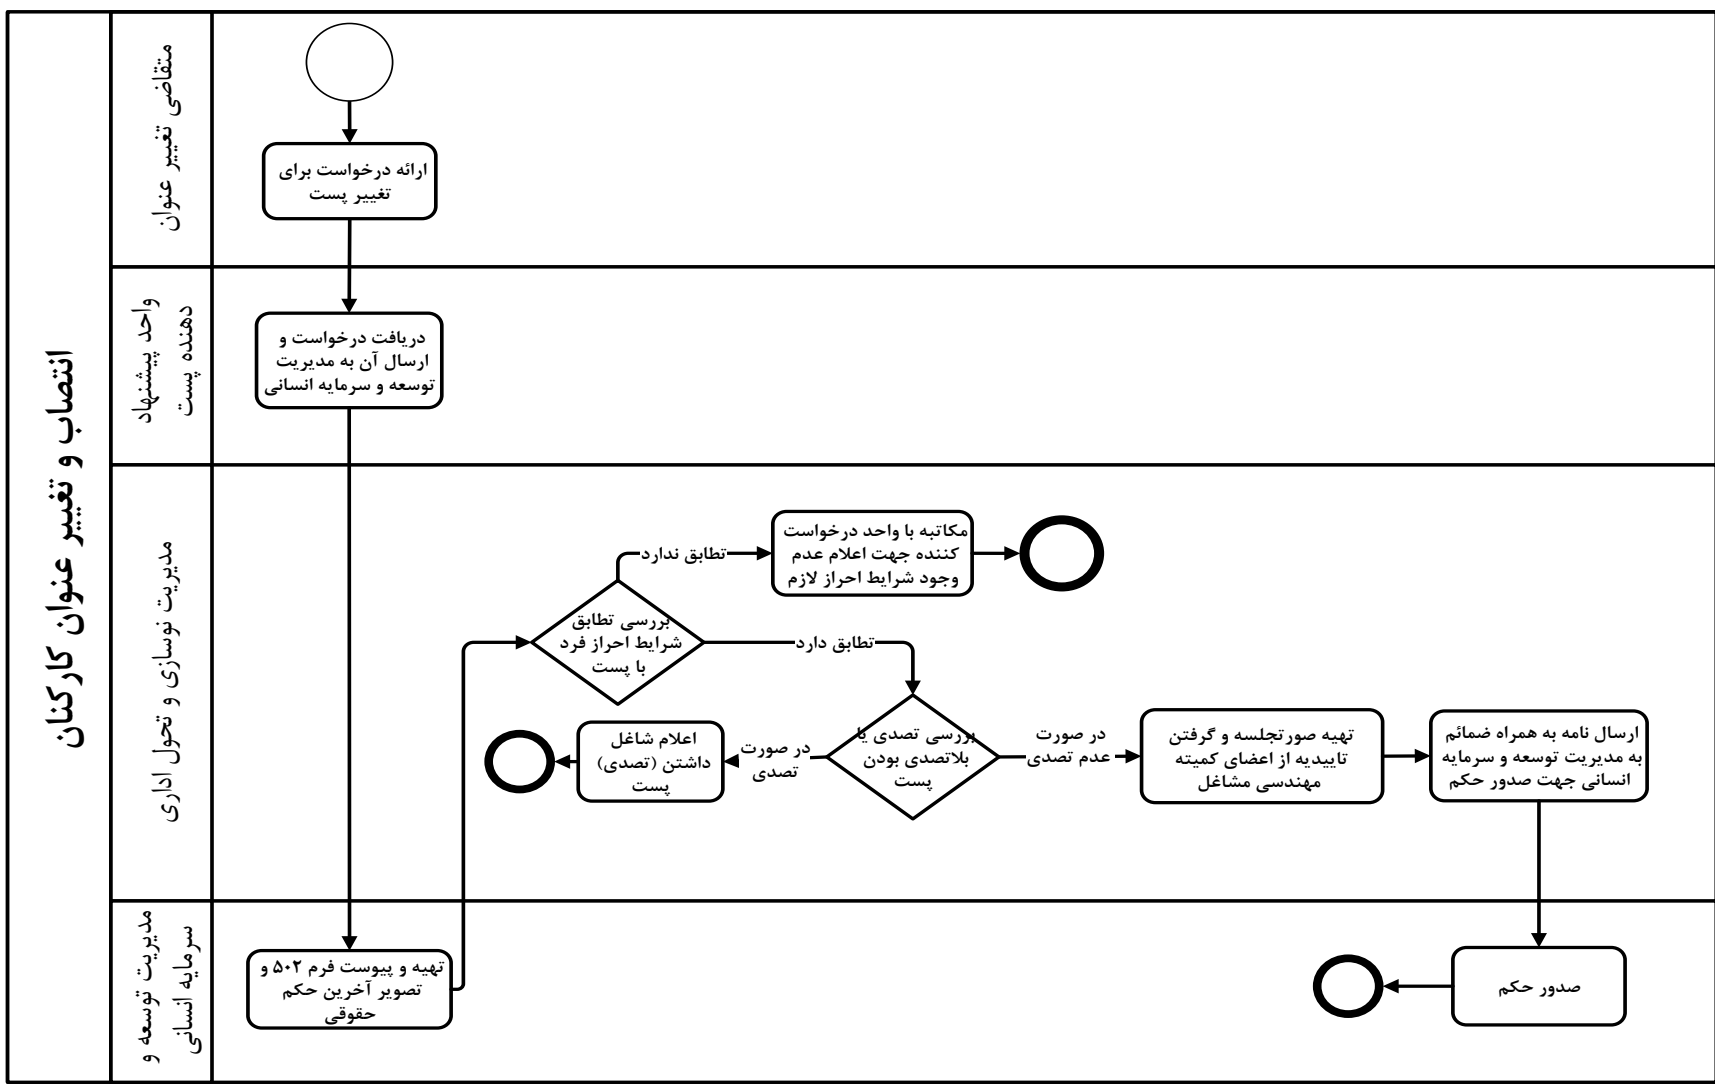 انتصاب و تغییر عنوان کارکنان
متقاضی تغییر عنوان
ارائه درخواست برای
تغییر پست
واحد پیشنهاد
دهنده پست
دریافت درخواست و
ارسال آن به مدیریت
توسعه و سرمایه انسانی
مدیریت نوسازی و تحول اداری
مکاتبه با واحد درخواست
کننده جهت اعلام عدم
وجود شرایط احراز لازم
تطابق ندارد
بررسی تطابق
شرایط احراز فرد
با پست
تطابق دارد
بررسی تصدی یا
بلاتصدی بودن
پست
در صورت
تصدی
اعلام شاغل
داشتن (تصدی)
پست
در صورت
عدم تصدی
تهیه صورتجلسه و گرفتن
تاییدیه از اعضای کمیته
مهندسی مشاغل
ارسال نامه به همراه ضمائم
به مدیریت توسعه و سرمایه
انسانی جهت صدور حکم
مدیریت توسعه و
سرمایه انسانی
تهیه و پیوست فرم ۵۰۲ و
تصویر آخرین حکم
حقوقی
صدور حکم